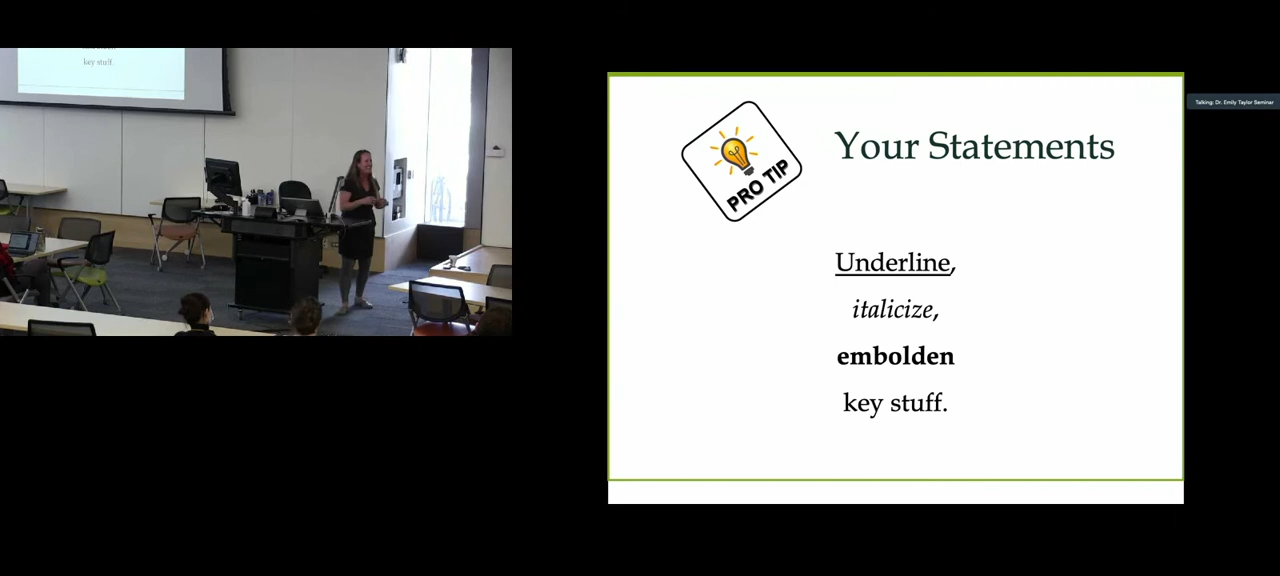 key stuff.
PRO TIP
Your Statements
Underline,
italicize,
embolden
key stuff.
Talking: Dr. Emily Taylor Seminar